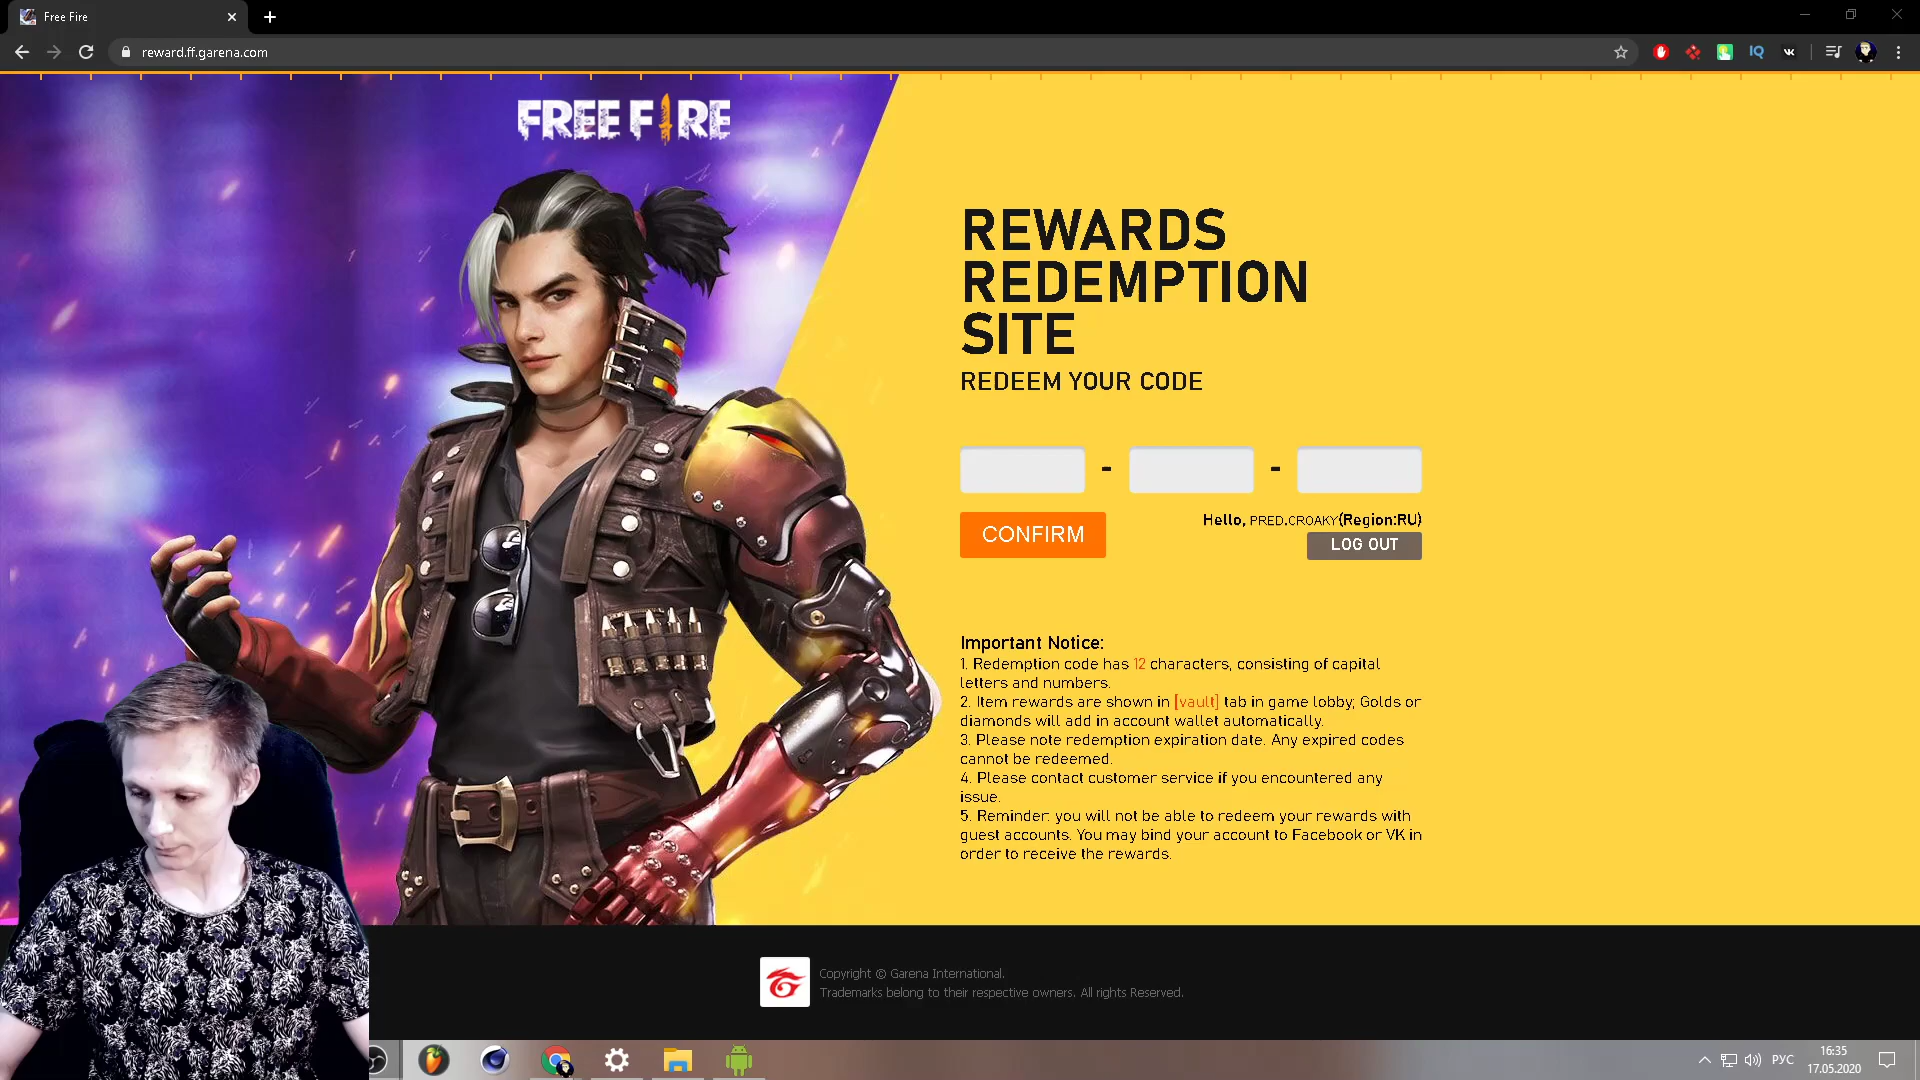 Free Fire
reward.ff.garena.com
IQ
FREE FIRE
REWARDS
REDEMPTION
SITE
REDEEM YOUR CODE
- -
CONFIRM
Hello, PRED.CROAKY(Region:RU)
LOG OUT
Important Notice:
1. Redemption code has 12 characters, consisting of capital
letters and numbers.
2. Item rewards are shown in [vault] tab in game lobby; Golds or
diamonds will add in account wallet automatically.
3. Please note redemption expiration date. Any expired codes
cannot be redeemed.
4. Please contact customer service if you encountered any
issue.
5. Reminder: you will not be able to redeem your rewards with
guest accounts. You may bind your account to Facebook or VK in
order to receive the rewards.
Copyright © Garena International.
Trademarks belong to their respective owners. All rights Reserved.
РУС
16:35
17.05.2020